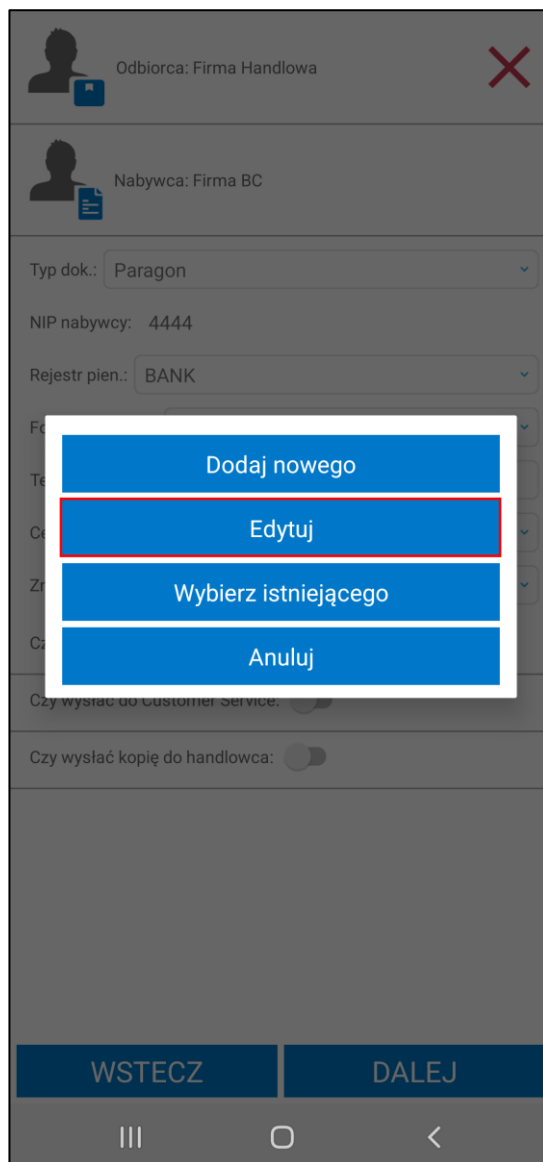 Odbiorca: Firma Handlowa
Nabywca: Firma BC
Typ dok.: Paragon
NIP nabywcy: 4444
Rejestr pien.: BANK
Dodaj nowego
Edytuj
Wybierz istniejącego
Anuluj
Czy wysłać do Customer Service:
Czy wysłać kopię do handlowca:
WSTECZ DALEJ